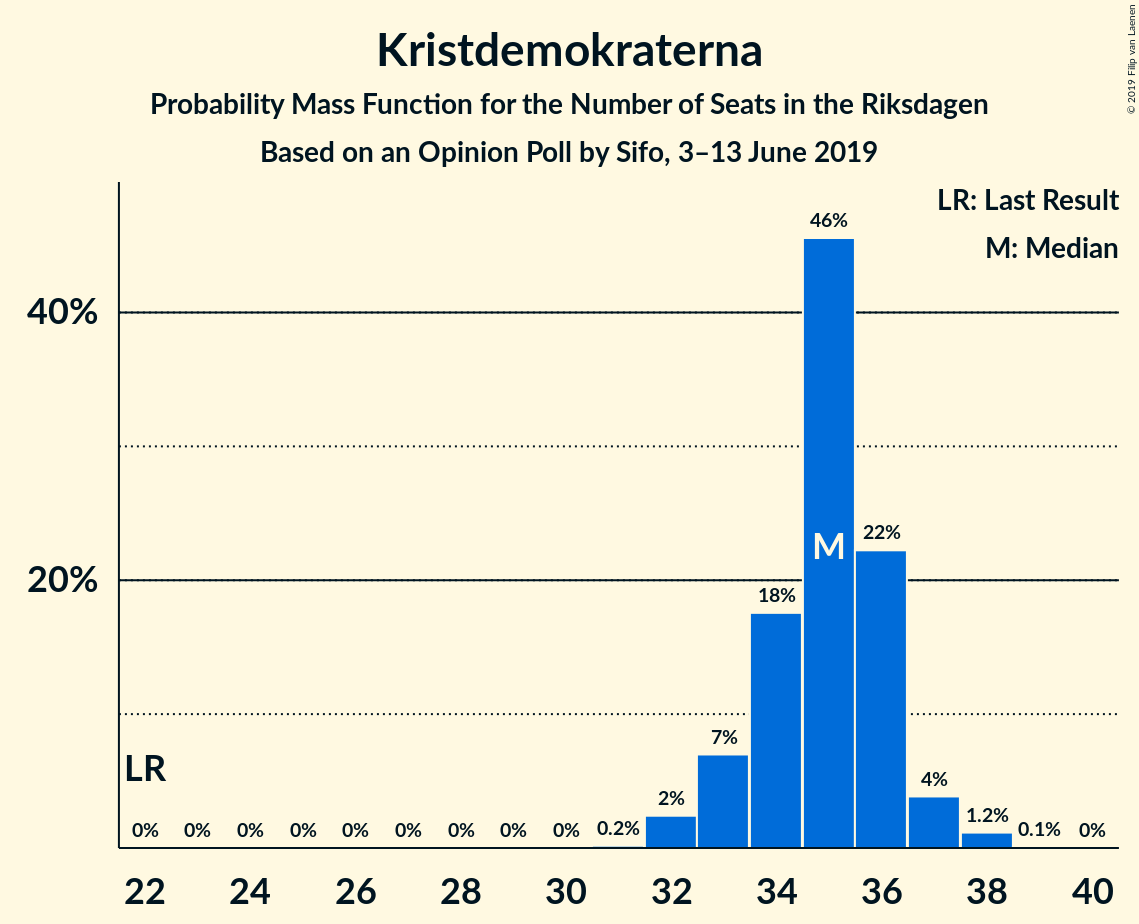 Kristdemokraterna
Probability Mass Function for the Number of Seats in the Riksdagen
Based on an Opinion Poll by Sifo, 3–13 June 2019
© 2019 Filip van Laenen
LR: Last Result
M: Median
46%
40%
M
22%
20%
18%
7%
LR
4%
2%
1.2%
0% 0% 0% 0% 0% 0% 0% 0% 0% 0.2% 0.1% 0%
22 24 26 28 30 32 34 36 38 40